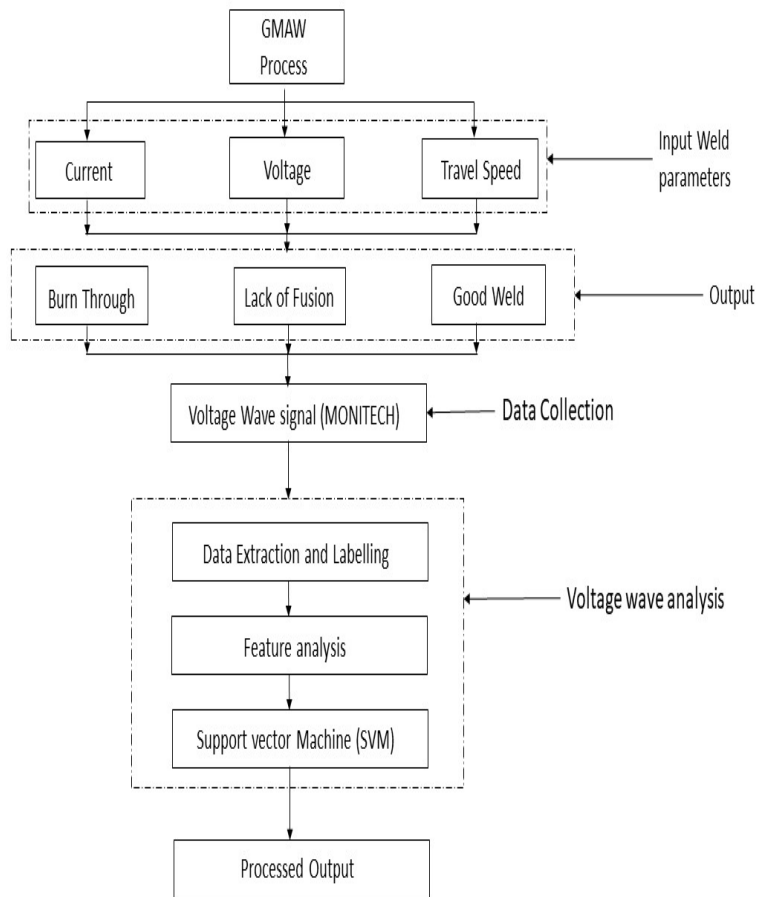 GMAW
Process
Current
Voltage
Travel Speed
Input Weld
parameters
Burn Through
Lack of Fusion
Good Weld
Output
Voltage Wave signal (MONITECH)
Data Collection
Data Extraction and Labelling
Feature analysis
Voltage wave analysis
Support vector Machine (SVM)
Processed Output